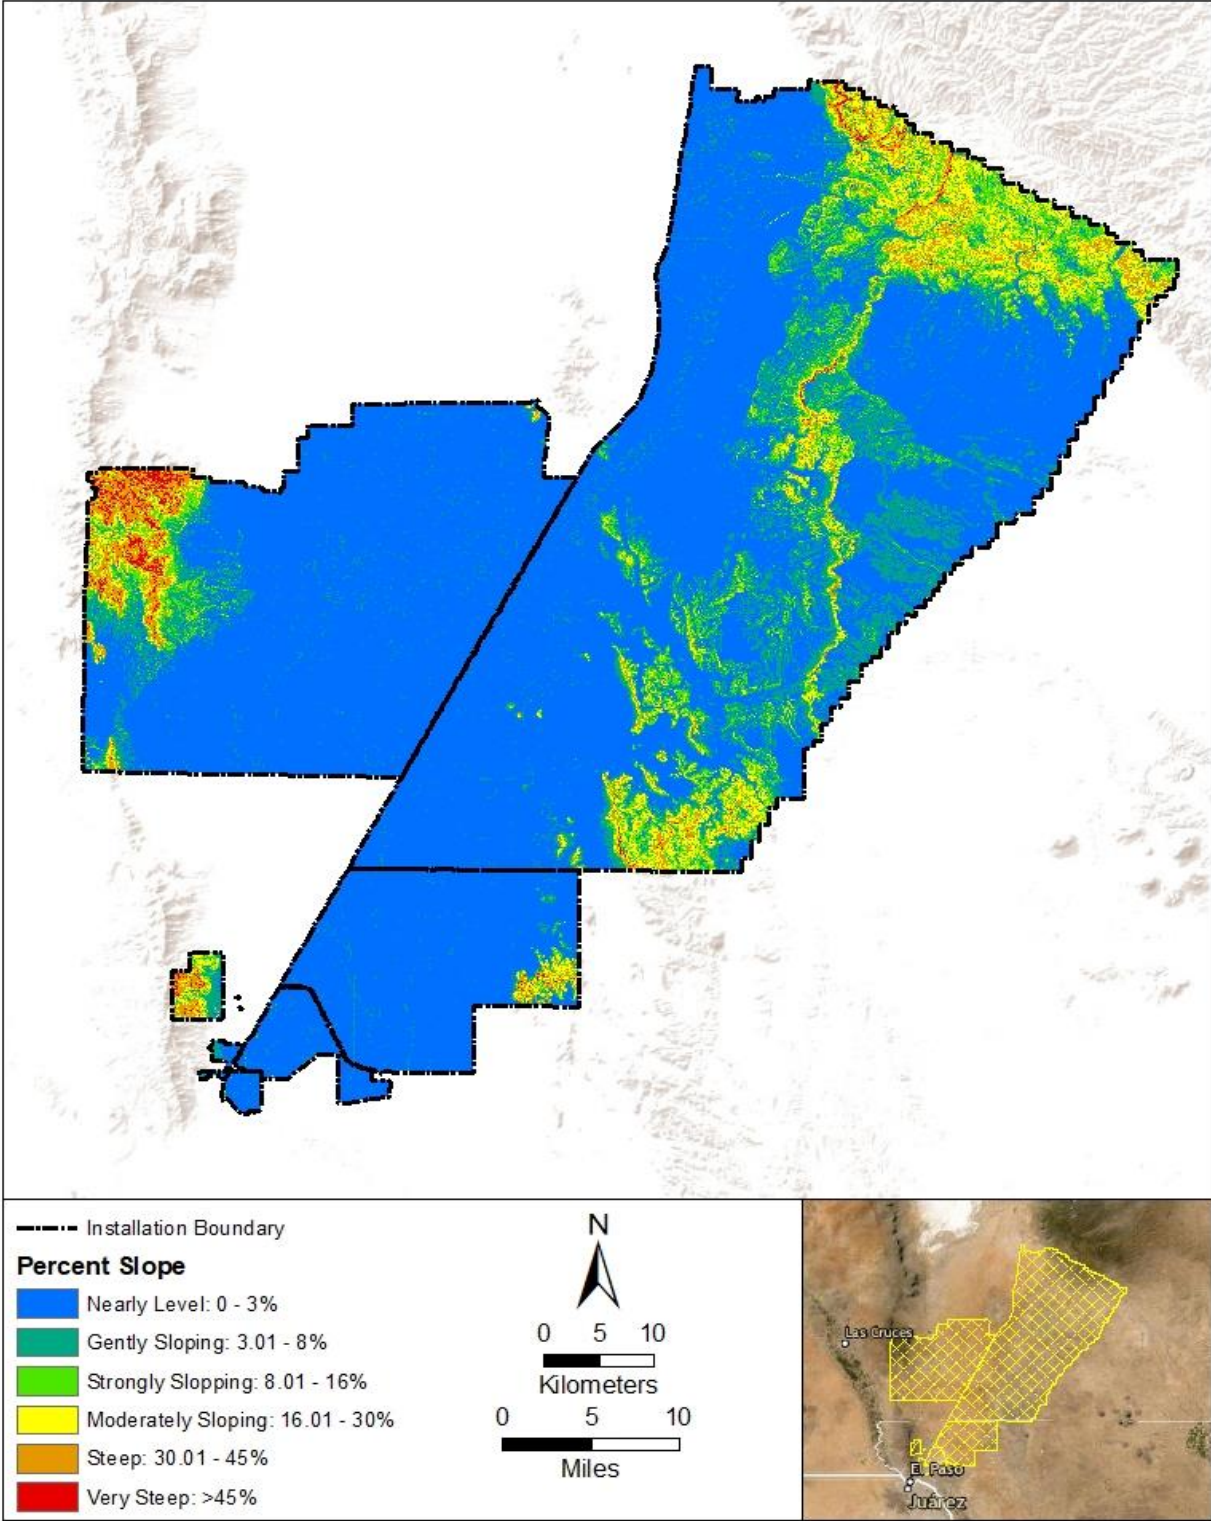 Installation Boundary
Percent Slope
Nearly Level: 0 - 3%
Gently Sloping: 3.01 - 8%
Strongly Slopping: 8.01 - 16%
Moderately Sloping: 16.01 - 30%
Steep: 30.01 - 45%
Very Steep: >45%
N
0 5 10
Kilometers
0 5 10
Miles
Las Cruces
El Paso
Juárez